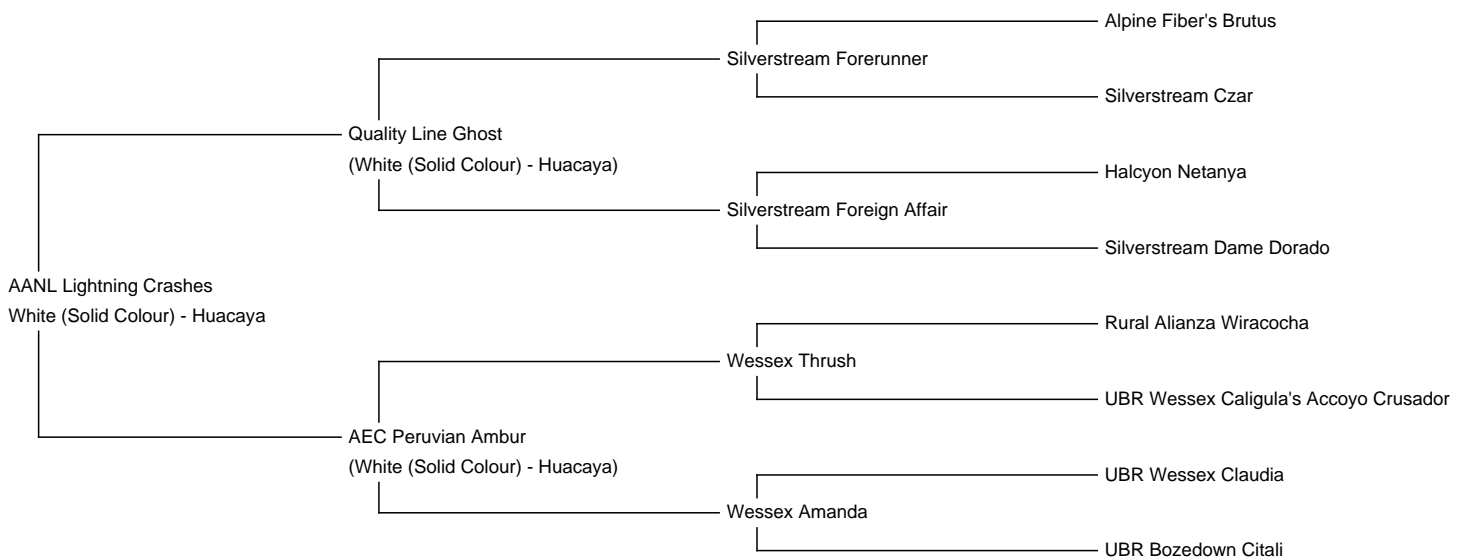 Alpine Fiber's Brutus
Silverstream Forerunner
Silverstream Czar
Quality Line Ghost
(White (Solid Colour) - Huacaya)
Halcyon Netanya
Silverstream Foreign Affair
Silverstream Dame Dorado
AANL Lightning Crashes
White (Solid Colour) - Huacaya
Rural Alianza Wiracocha
Wessex Thrush
UBR Wessex Caligula's Accoyo Crusador
AEC Peruvian Ambur
(White (Solid Colour) - Huacaya)
UBR Wessex Claudia
Wessex Amanda
UBR Bozedown Citali